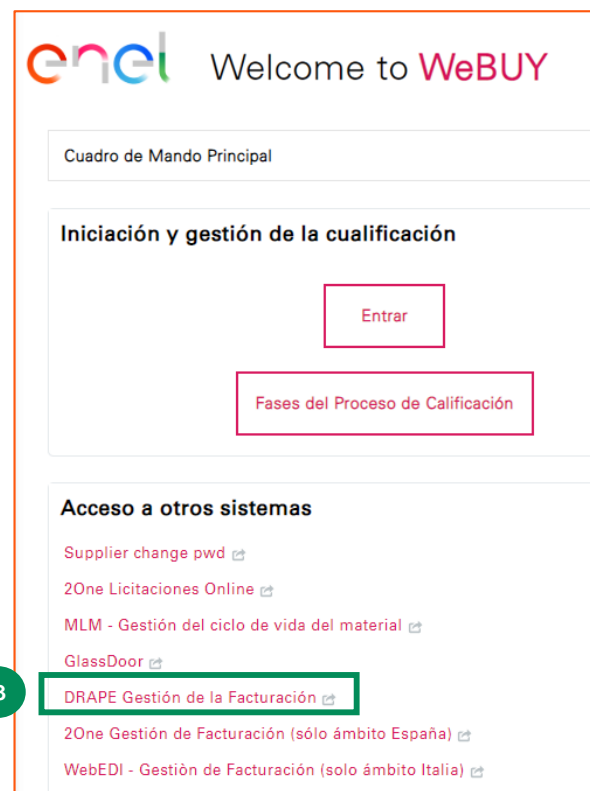 enel Welcome to WeBUY
Cuadro de Mando Principal
Iniciación y gestión de la cualificación
Entrar
Fases del Proceso de Calificación
Acceso a otros sistemas
Supplier change pwd
2One Licitaciones Online
MLM - Gestión del ciclo de vida del material
GlassDoor
DRAPE Gestión de la Facturación
2One Gestión de Facturación (sólo ámbito España)
WebEDI - Gestiòn de Facturación (solo ámbito Italia)